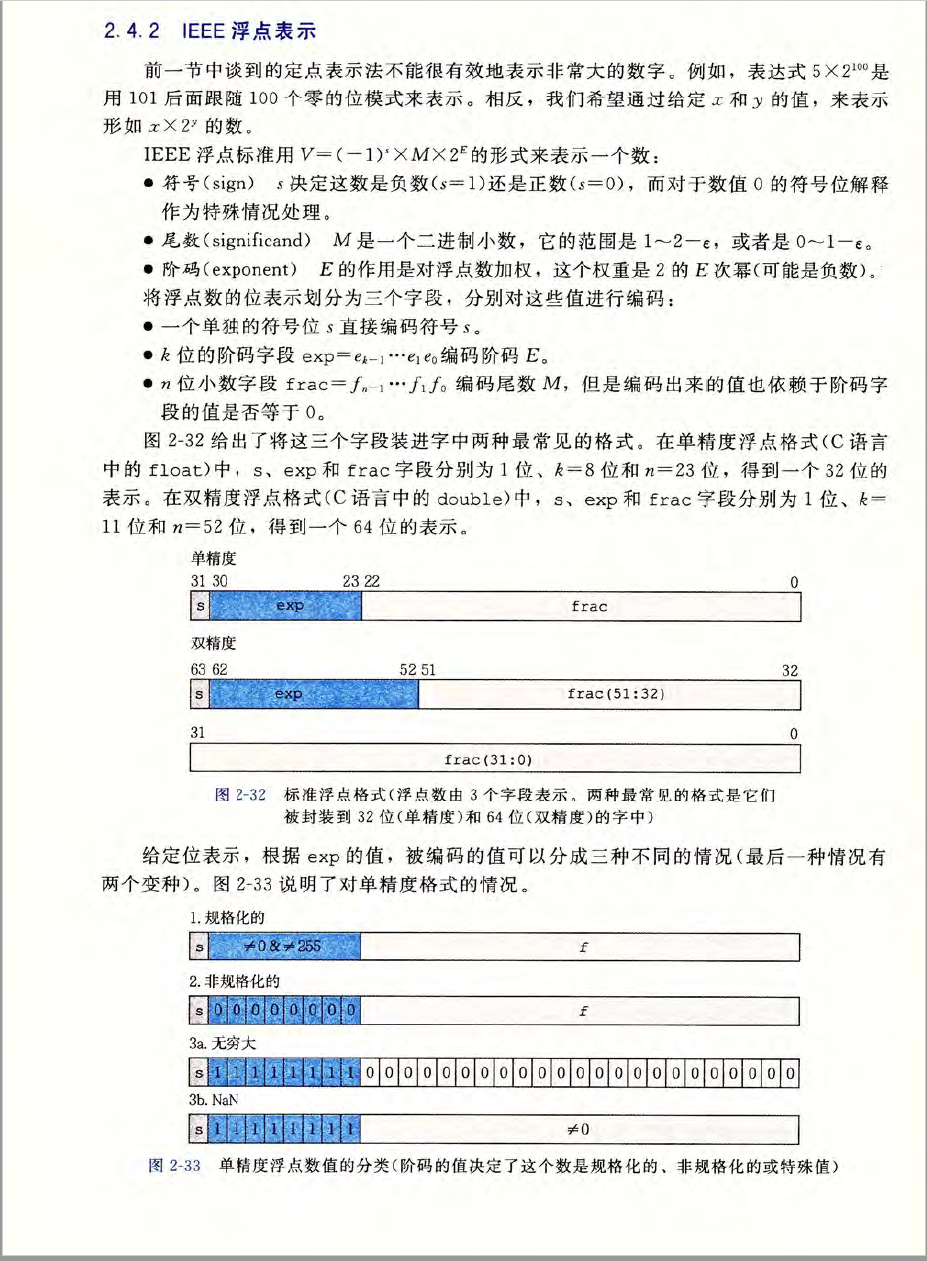 2.4.2 IEEE 浮点表示
前一节中谈到的定点表示法不能很有效地表示非常大的数字。例如，表达式 5×2¹⁰⁰ 是
用 101 后面跟随 100 个零的位模式来表示。相反，我们希望通过给定 x 和 y 的值，来表示
形如 x×2ʸ 的数。
IEEE 浮点标准用 V=(-1)ˢ×M×2ᴱ 的形式来表示一个数：
● 符号(sign) s 决定这数是负数(s=1)还是正数(s=0)，而对于数值 0 的符号位解释
作为特殊情况处理。
● 尾数(significand) M 是一个二进制小数，它的范围是 1~2-ε，或者是 0~1-ε。
● 阶码(exponent) E 的作用是对浮点数加权，这个权重是 2 的 E 次幂(可能是负数)。
将浮点数的位表示划分为三个字段，分别对这些值进行编码：
● 一个单独的符号位 s 直接编码符号 s。
● k 位的阶码字段 exp=eₖ₋₁…e₁e₀ 编码阶码 E。
● n 位小数字段 frac=fₙ₋₁…f₁f₀ 编码尾数 M，但是编码出来的值也依赖于阶码字
段的值是否等于 0。
图 2-32 给出了将这三个字段装进字中两种最常见的格式。在单精度浮点格式(C 语言
中的 float)中，s、exp 和 frac 字段分别为 1 位、k=8 位和 n=23 位，得到一个 32 位的
表示。在双精度浮点格式(C 语言中的 double)中，s、exp 和 frac 字段分别为 1 位、k=
11 位和 n=52 位，得到一个 64 位的表示。
单精度
31 30 23 22 0
s exp frac
双精度
63 62 52 51 32
s exp frac(51:32)
31 0
frac(31:0)
图 2-32 标准浮点格式(浮点数由 3 个字段表示。两种最常见的格式是它们
被封装到 32 位(单精度)和 64 位(双精度)的字中)
给定位表示，根据 exp 的值，被编码的值可以分成三种不同的情况(最后一种情况有
两个变种)。图 2-33 说明了对单精度格式的情况。
1. 规格化的
s ≠0&≠255 f
2. 非规格化的
s 0 0 0 0 0 0 0 0 f
3a. 无穷大
s 1 1 1 1 1 1 1 1 0 0 0 0 0 0 0 0 0 0 0 0 0 0 0 0 0 0 0 0 0 0 0
3b. NaN
s 1 1 1 1 1 1 1 1 ≠0
图 2-33 单精度浮点数值的分类(阶码的值决定了这个数是规格化的、非规格化的或特殊值)